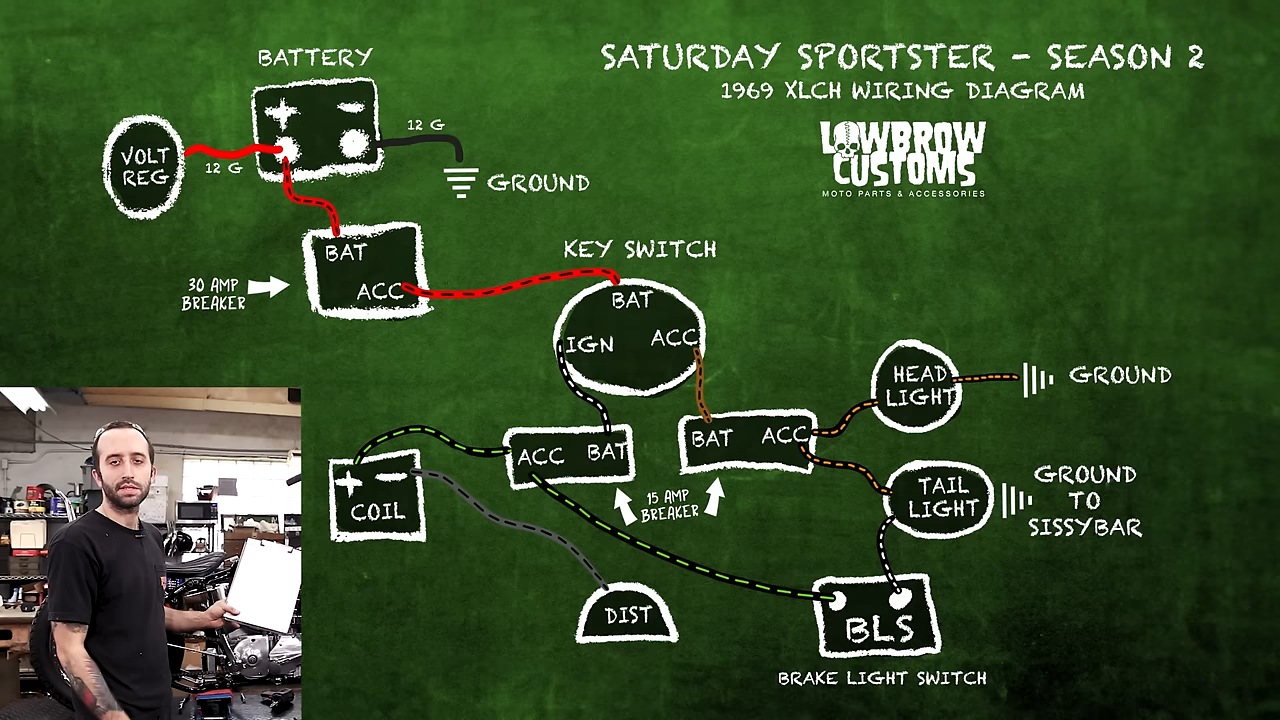 SATURDAY SPORTSTER - SEASON 2
1969 XLCH WIRING DIAGRAM
LOWBROW
CUSTOMS
MOTO PARTS & ACCESSORIES
BATTERY
+ -
12 G
VOLT
REG
12 G
GROUND
BAT
ACC
30 AMP
BREAKER
KEY SWITCH
BAT
IGN
ACC
HEAD
LIGHT
GROUND
ACC BAT
BAT ACC
15 AMP
BREAKER
+ -
COIL
TAIL
LIGHT
GROUND
TO
SISSYBAR
DIST
BLS
BRAKE LIGHT SWITCH